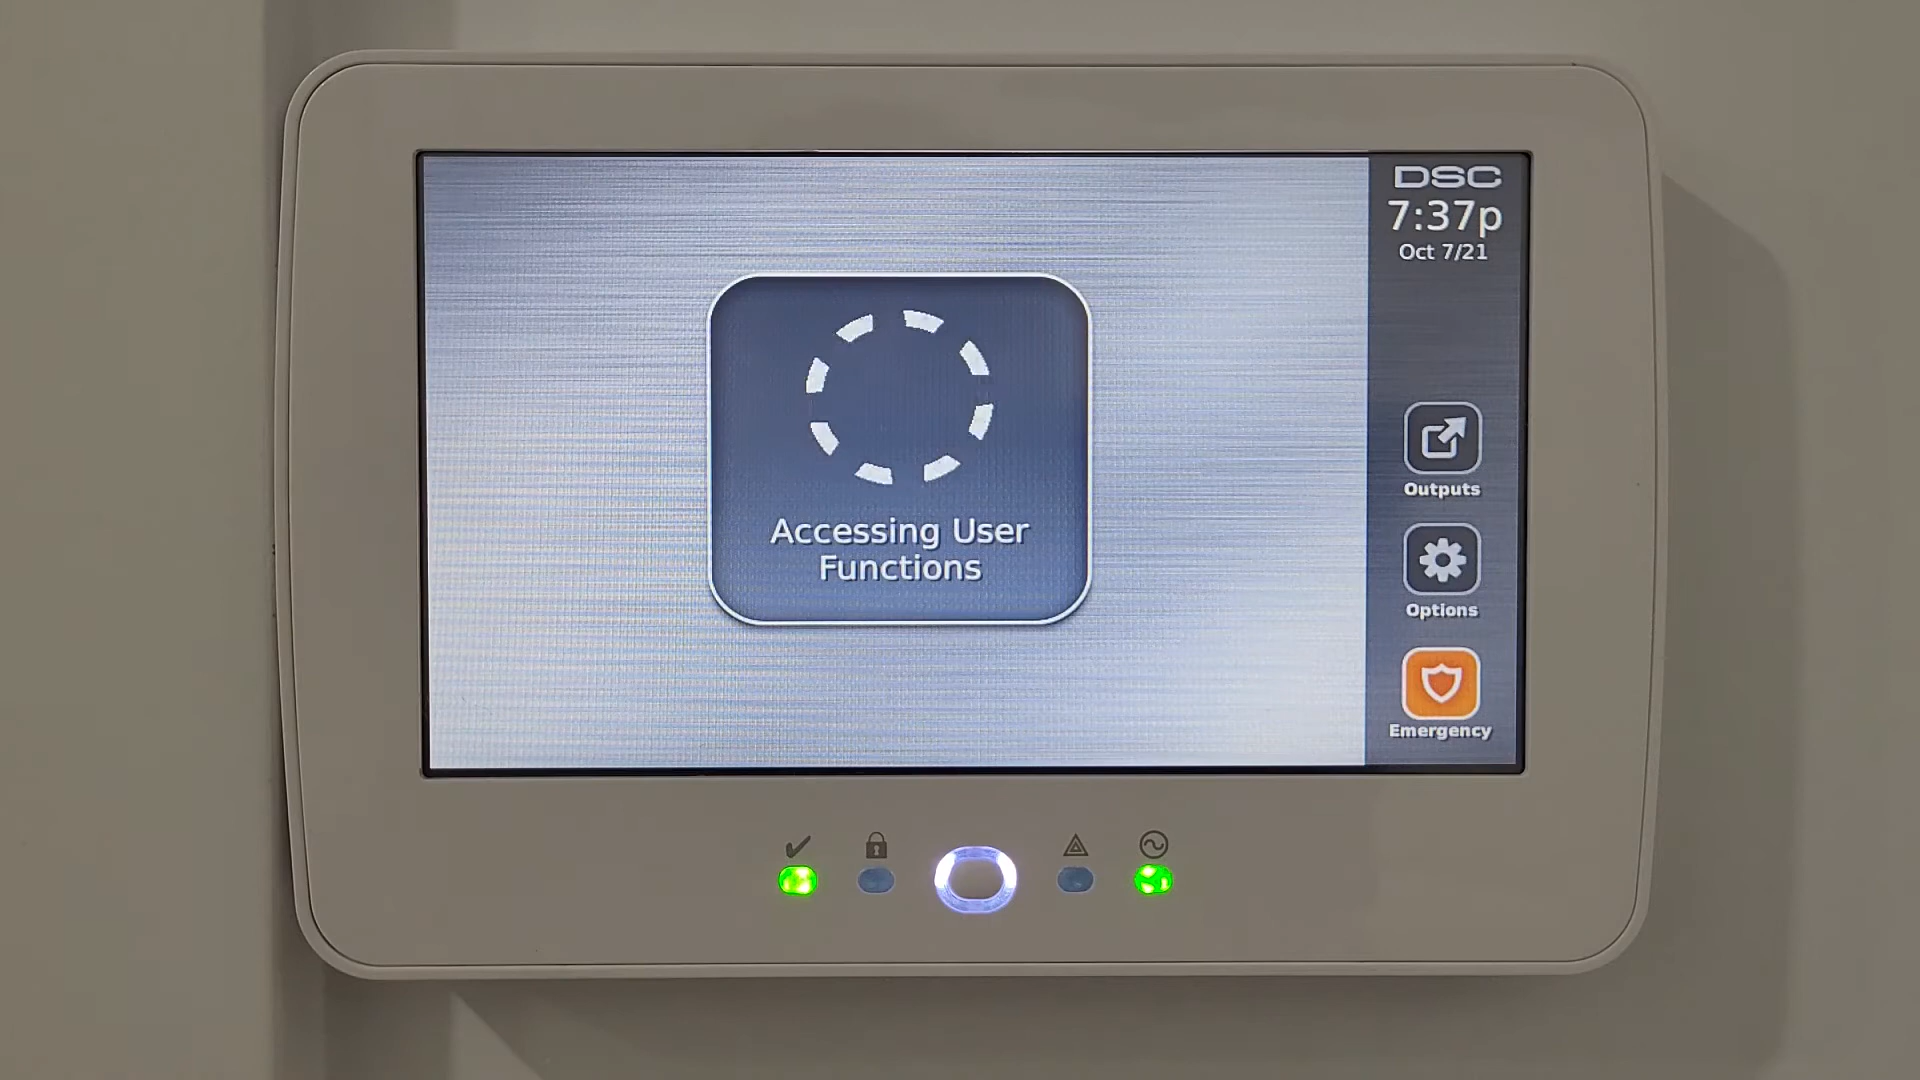 DSC
7:37p
Oct 7/21
Accessing User
Functions
Outputs
Options
Emergency